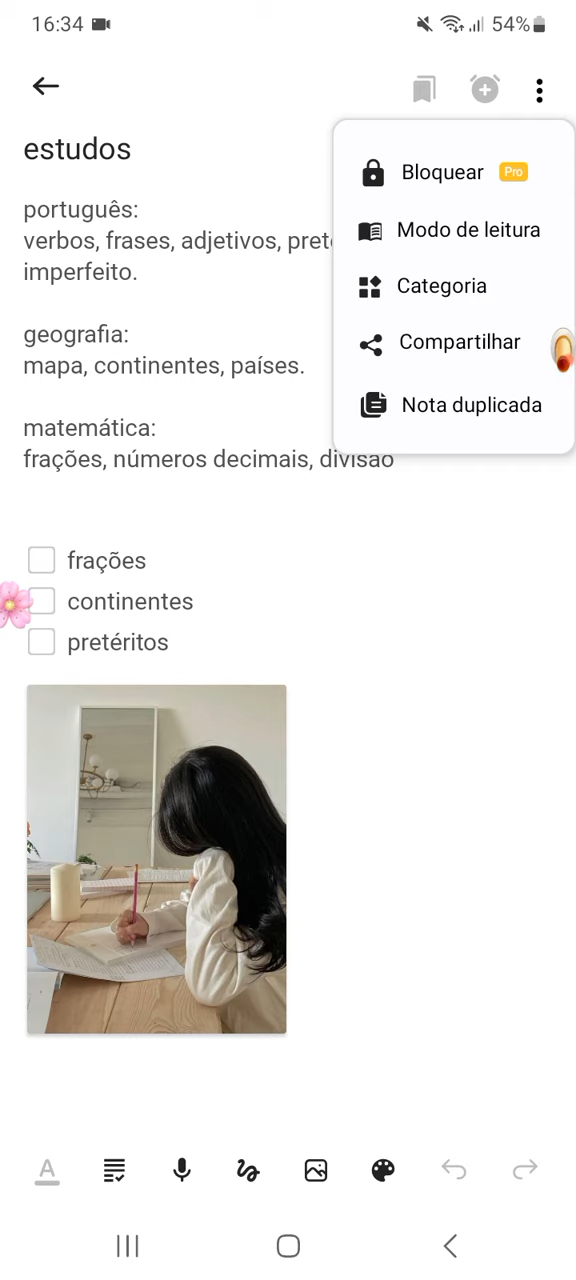 16:34
54%
estudos
Bloquear Pro
Modo de leitura
Categoria
Compartilhar
Nota duplicada
português:
verbos, frases, adjetivos,
imperfeito.
geografia:
mapa, continentes, países.
matemática:
frações, números decimais, divisão
frações
continentes
pretéritos
A